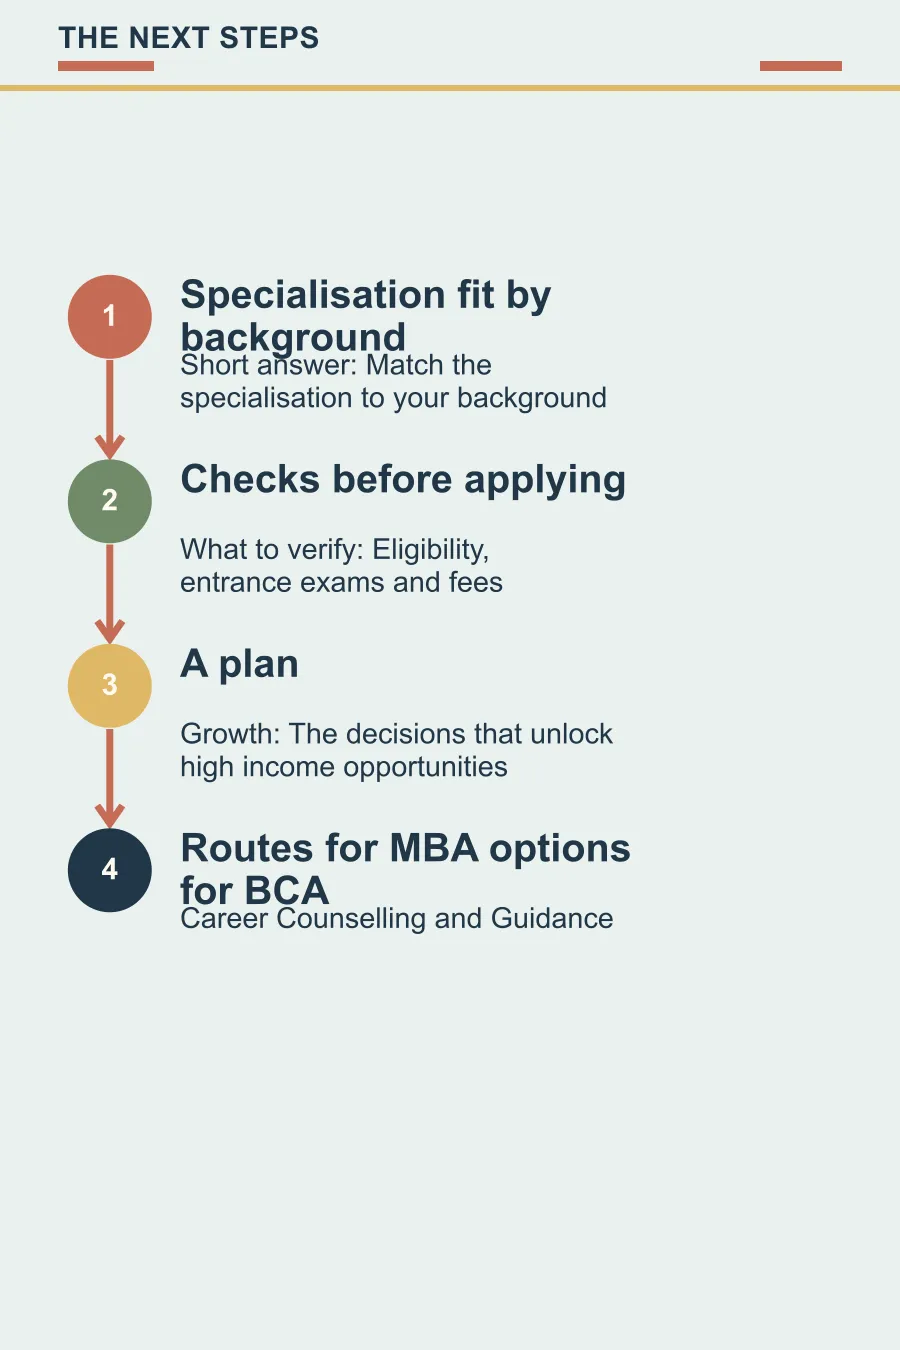 THE NEXT STEPS
1
Specialisation fit by
background
Short answer: Match the
specialisation to your background
2
Checks before applying
What to verify: Eligibility,
entrance exams and fees
3
A plan
Growth: The decisions that unlock
high income opportunities
4
Routes for MBA options
for BCA
Career Counselling and Guidance